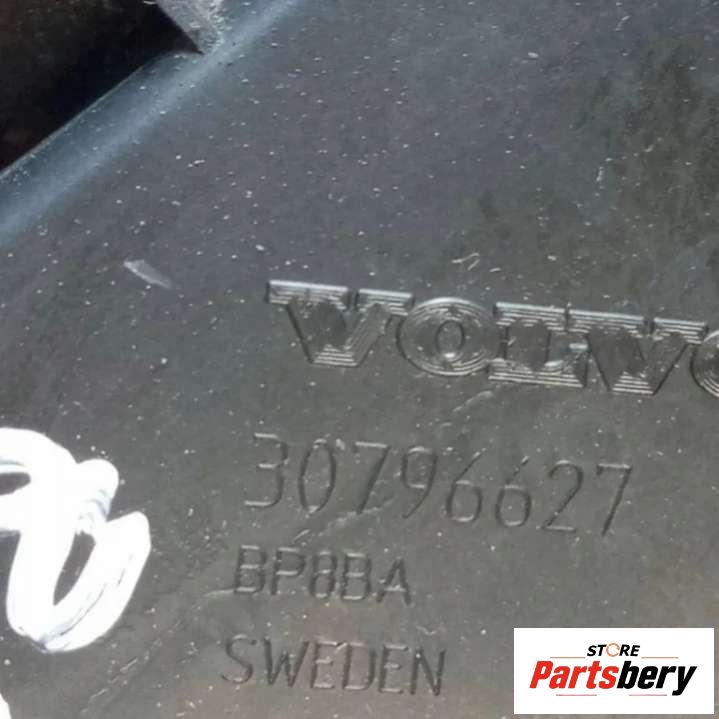 VOLVO
30796627
BP8BA
SWEDEN
STORE
Partsbery